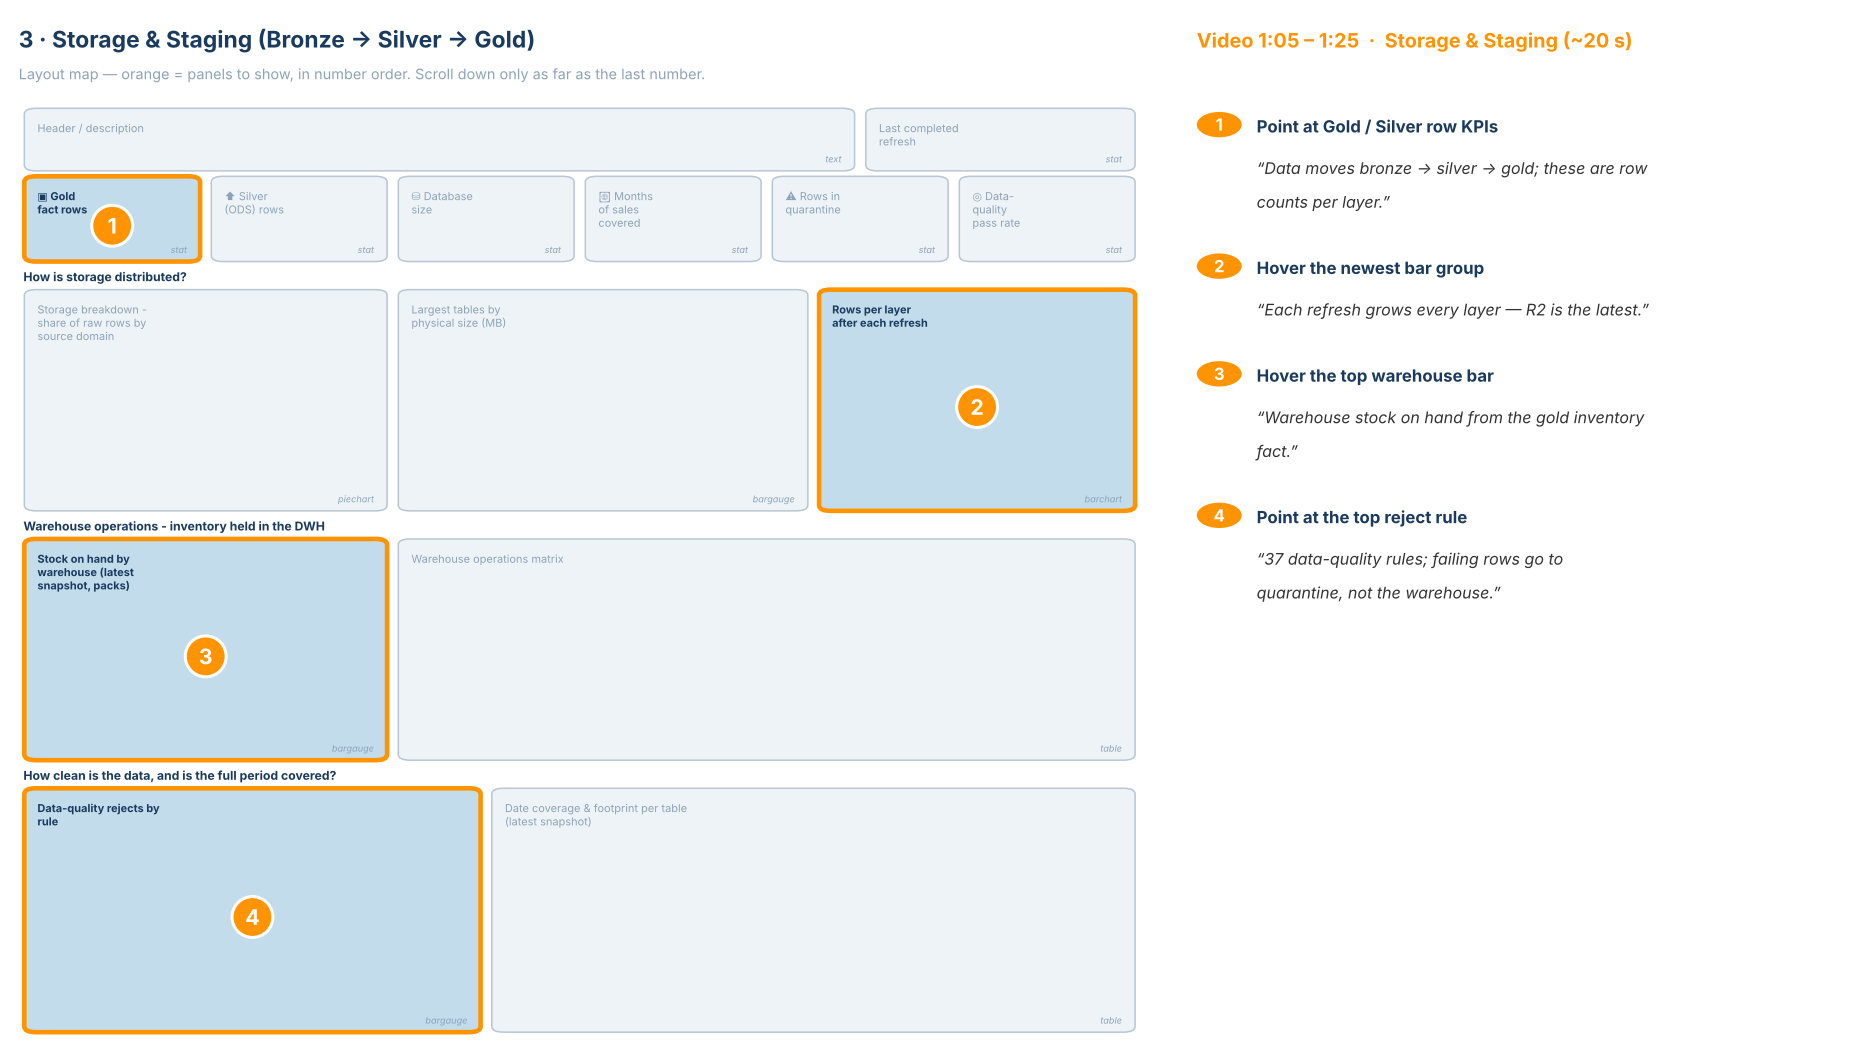 3 · Storage & Staging (Bronze → Silver → Gold)
Layout map — orange = panels to show, in number order. Scroll down only as far as the last number.
Header / description
text
Last completed
refresh
stat
▣ Gold
fact rows
1
stat
⬆ Silver
(ODS) rows
stat
⛁ Database
size
stat
Months
of sales
covered
stat
⚠ Rows in
quarantine
stat
◎ Data-
quality
pass rate
stat
How is storage distributed?
Storage breakdown -
share of raw rows by
source domain
piechart
Largest tables by
physical size (MB)
bargauge
Rows per layer
after each refresh
2
barchart
Warehouse operations - inventory held in the DWH
Stock on hand by
warehouse (latest
snapshot, packs)
3
bargauge
Warehouse operations matrix
table
How clean is the data, and is the full period covered?
Data-quality rejects by
rule
4
bargauge
Date coverage & footprint per table
(latest snapshot)
table
Video 1:05 – 1:25 · Storage & Staging (~20 s)
1 Point at Gold / Silver row KPIs
“Data moves bronze → silver → gold; these are row
counts per layer.”
2 Hover the newest bar group
“Each refresh grows every layer — R2 is the latest.”
3 Hover the top warehouse bar
“Warehouse stock on hand from the gold inventory
fact.”
4 Point at the top reject rule
“37 data-quality rules; failing rows go to
quarantine, not the warehouse.”